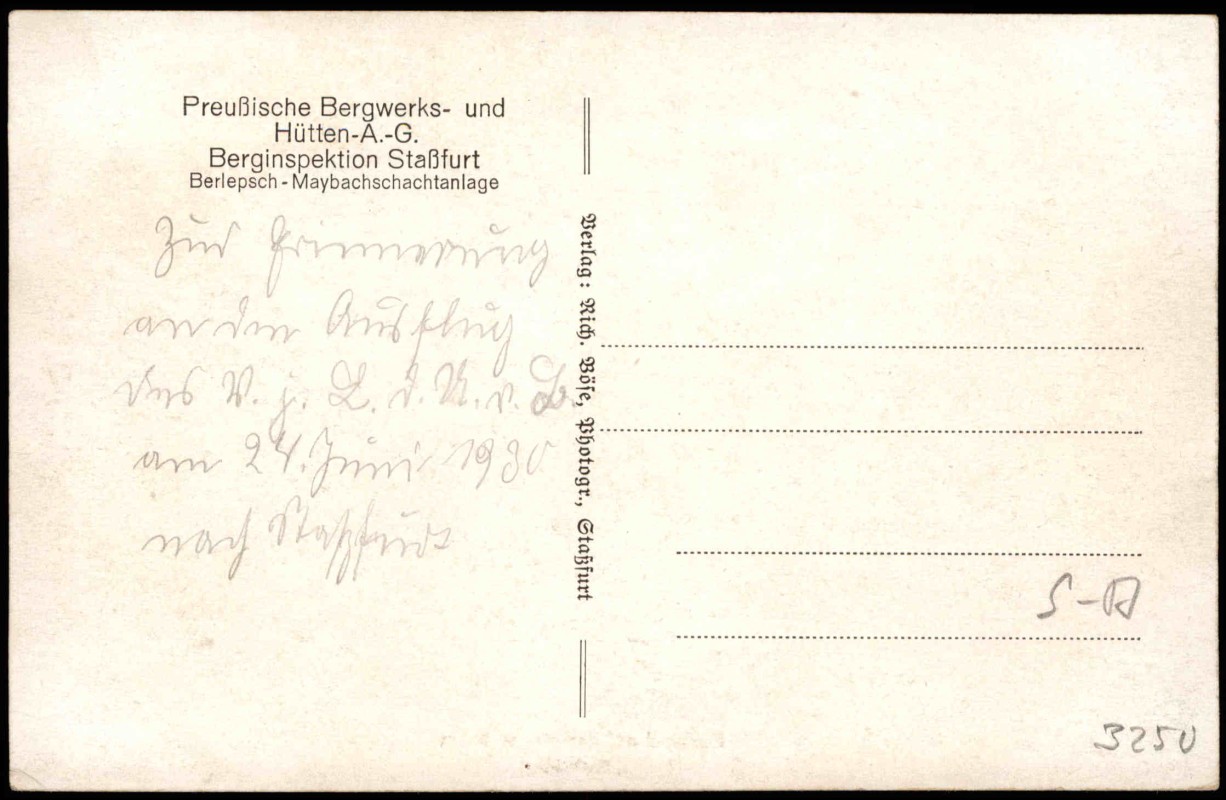 Preußische Bergwerks- und
Hütten-A.-G.
Berginspektion Staßfurt
Berlepsch-Maybachschachtanlage
Zur Erinnerung
an den Ausflug
des V. j. L. d. U. v. B.
am 24. Juni 1930
nach Staßfurt
Verlag: Rich. Böse, Photogr., Staßfurt
S-A
3250